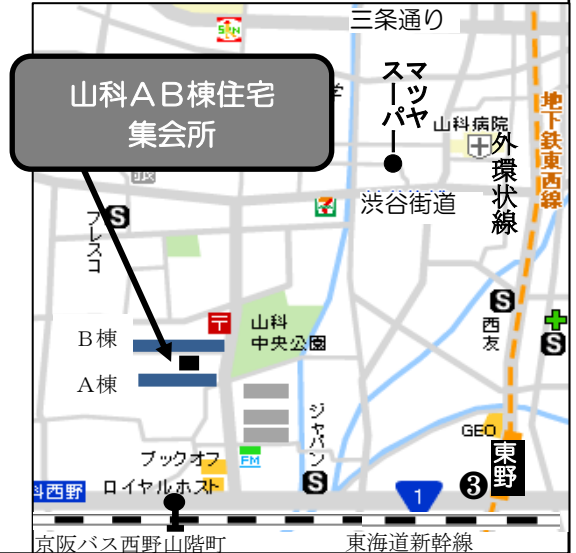 三条通り
山科ＡＢ棟住宅
集会所
マツヤ
スーパー
学
山科病院
外環状線
地下鉄東西線
渋谷街道
フレスコ
S
西友
S
S
B棟
A棟
山科
中央公園
ジャパン
S
GEO
東野
❸
ブックオフ
FM
ロイヤルホスト
科西野
1
京阪バス西野山階町
東海道新幹線